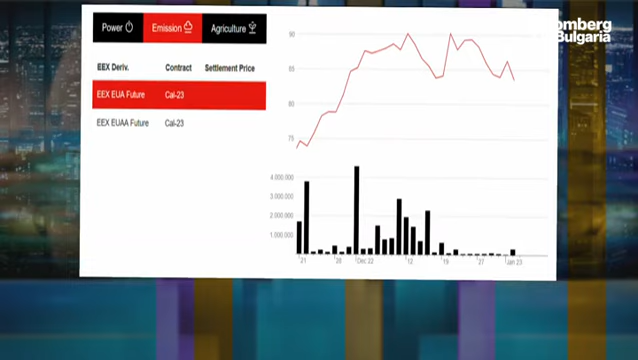 omberg
Bulgaria
Power
Emission
Agriculture
EEX Deriv. Contract Settlement Price
EEX EUA Future Cal-23
EEX EUAA Future Cal-23
90
85
80
75
4.000.000
3.000.000
2.000.000
1.000.000
'21 '28 Dec 22 '12 '19 '27 Jan 23